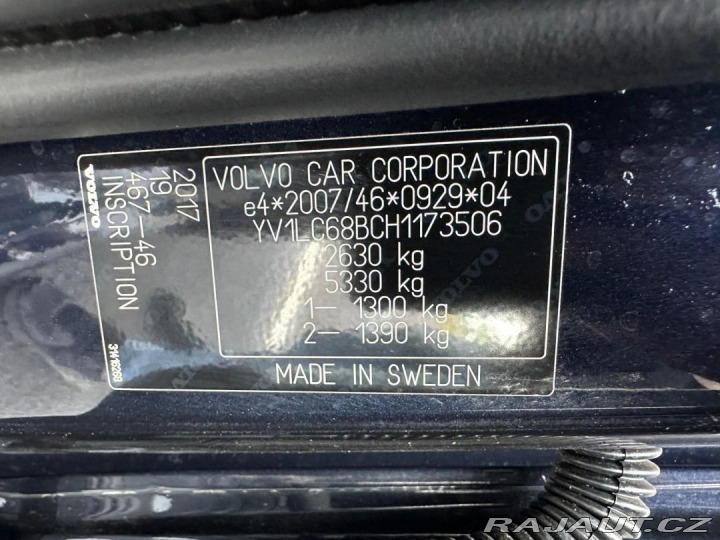 VOLVO
2017
19
467-46
INSCRIPTION
31416268
VOLVO CAR CORPORATION
e4*2007/46*0929*04
YV1LC68BCH1173506
2630 kg
5330 kg
1- 1300 kg
2- 1390 kg
MADE IN SWEDEN
RAJAUT.CZ